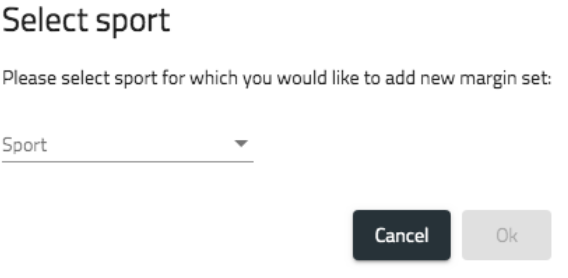 Select sport
Please select sport for which you would like to add new margin set:
Sport
Cancel
Ok